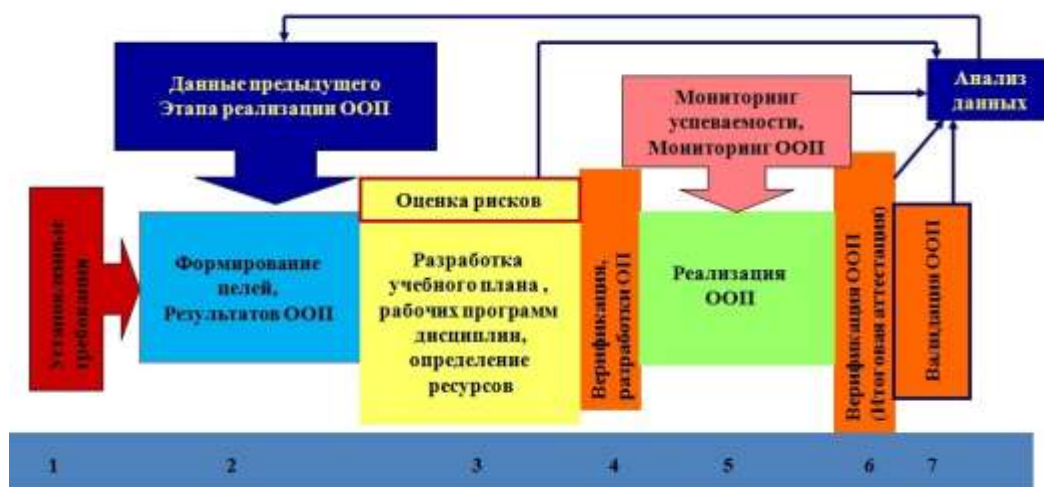 Данные предыдущего
Этапа реализации ООП
Анализ
данных
Мониторинг
успеваемости,
Мониторинг ООП
Установленные
требования
Формирование
целей,
Результатов ООП
Оценка рисков
Разработка
учебного плана ,
рабочих программ
дисциплин,
определение
ресурсов
Верификация,
разработки ОП
Реализация
ООП
Верификация ООП
(Итоговая аттестация)
Валидация ООП
1 2 3 4 5 6 7